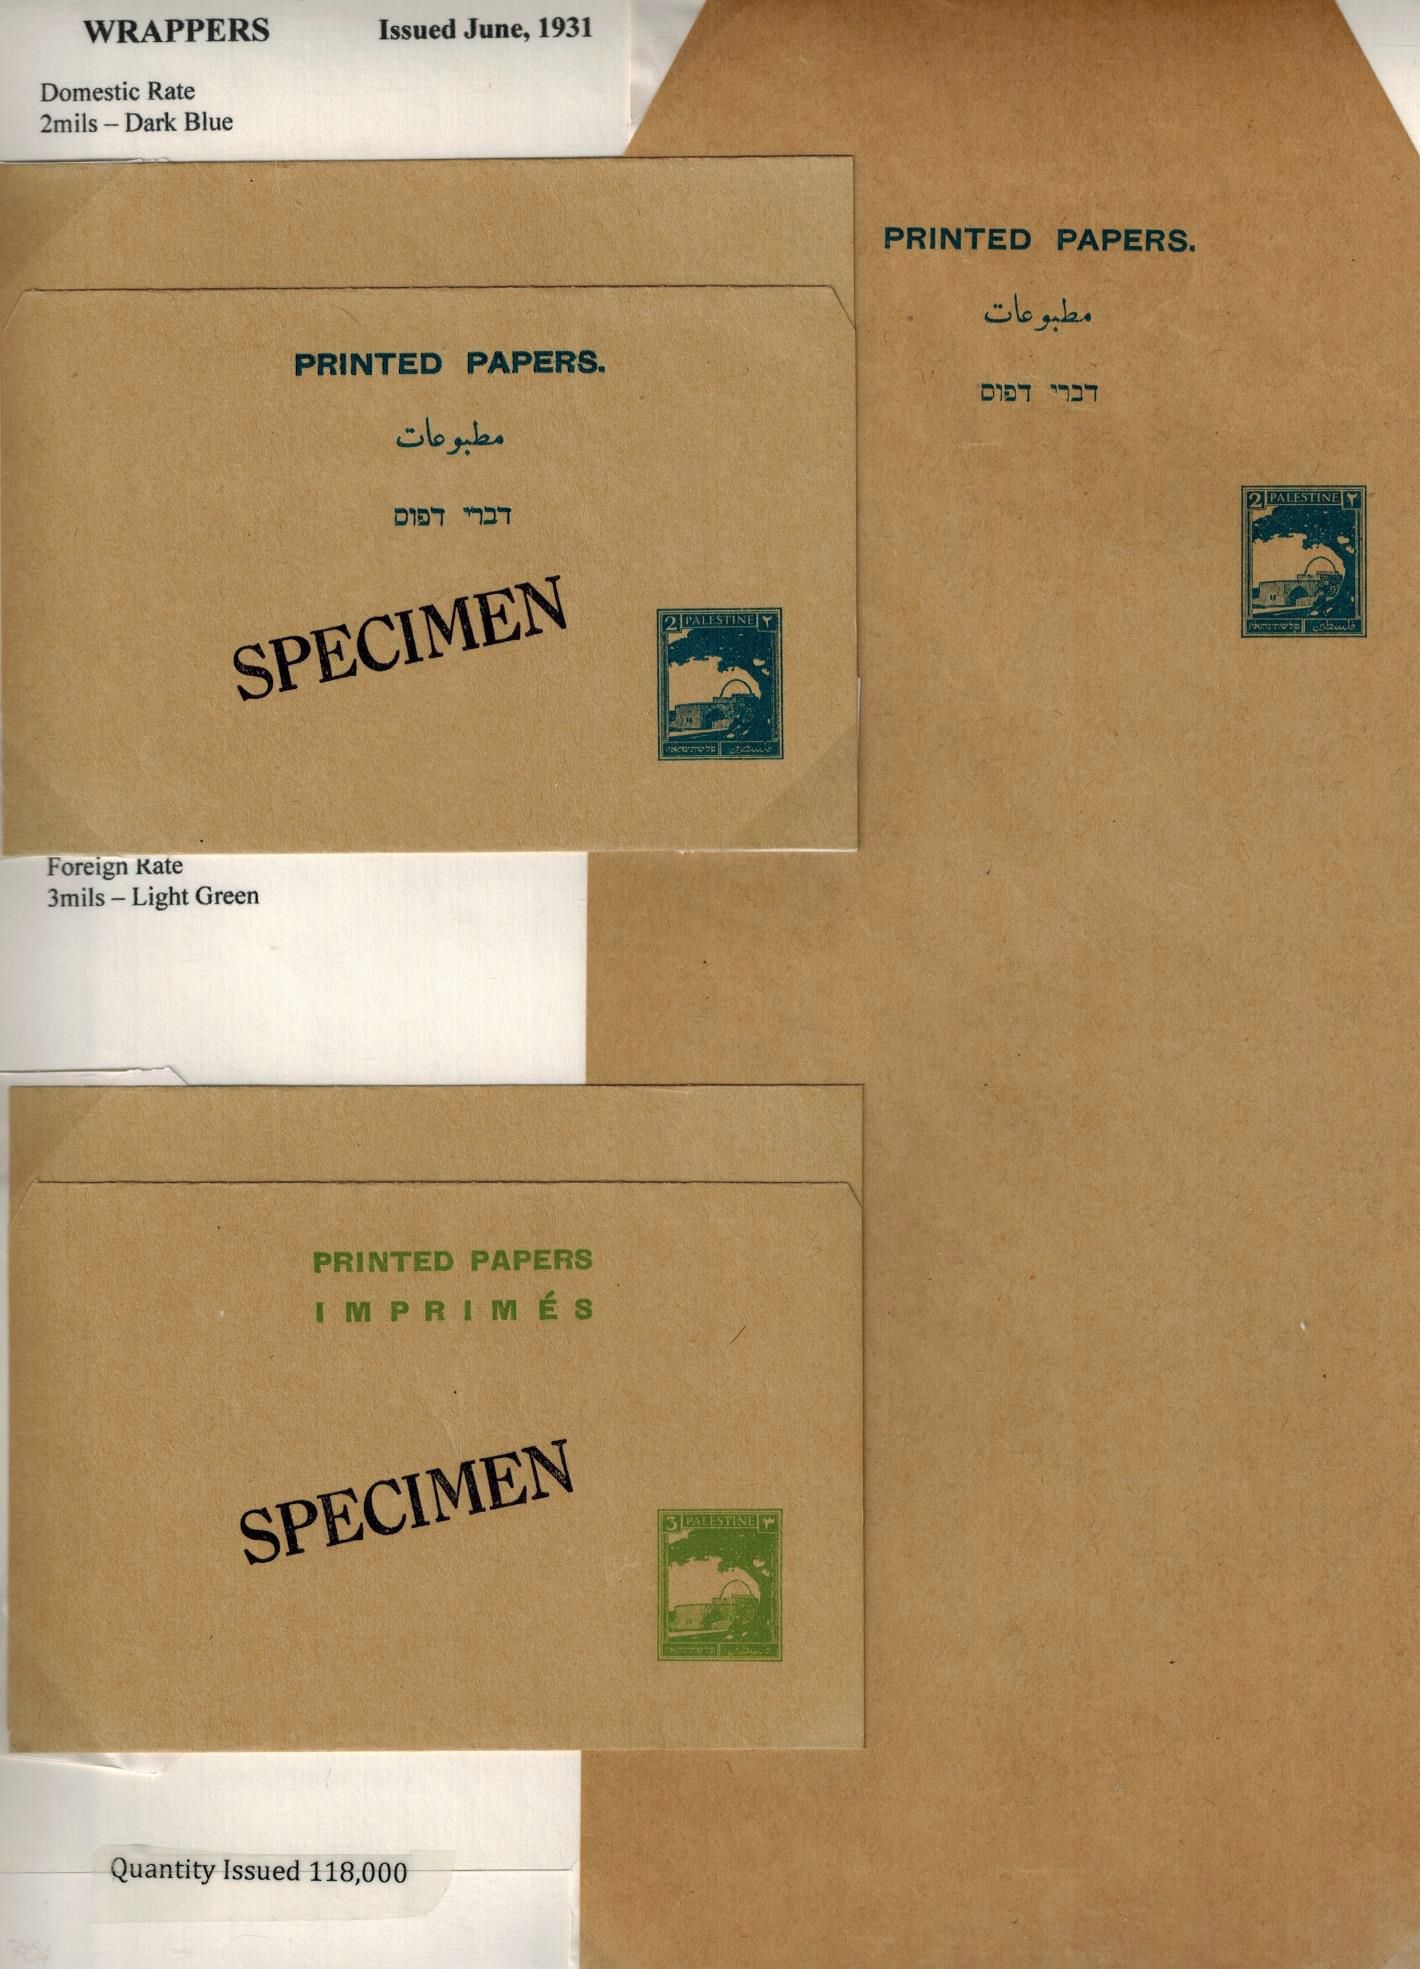 WRAPPERS Issued June, 1931
Domestic Rate
2mils – Dark Blue
PRINTED PAPERS.
مطبوعات
דברי דפוס
SPECIMEN
2 PALESTINE ٢
فلسطين פלשתינה א״י
PRINTED PAPERS.
مطبوعات
דברי דפוס
2 PALESTINE ٢
فلسطين פלשתינה א״י
Foreign Rate
3mils – Light Green
PRINTED PAPERS
IMPRIMÉS
SPECIMEN
3 PALESTINE ٣
فلسطين פלשתינה א״י
Quantity Issued 118,000